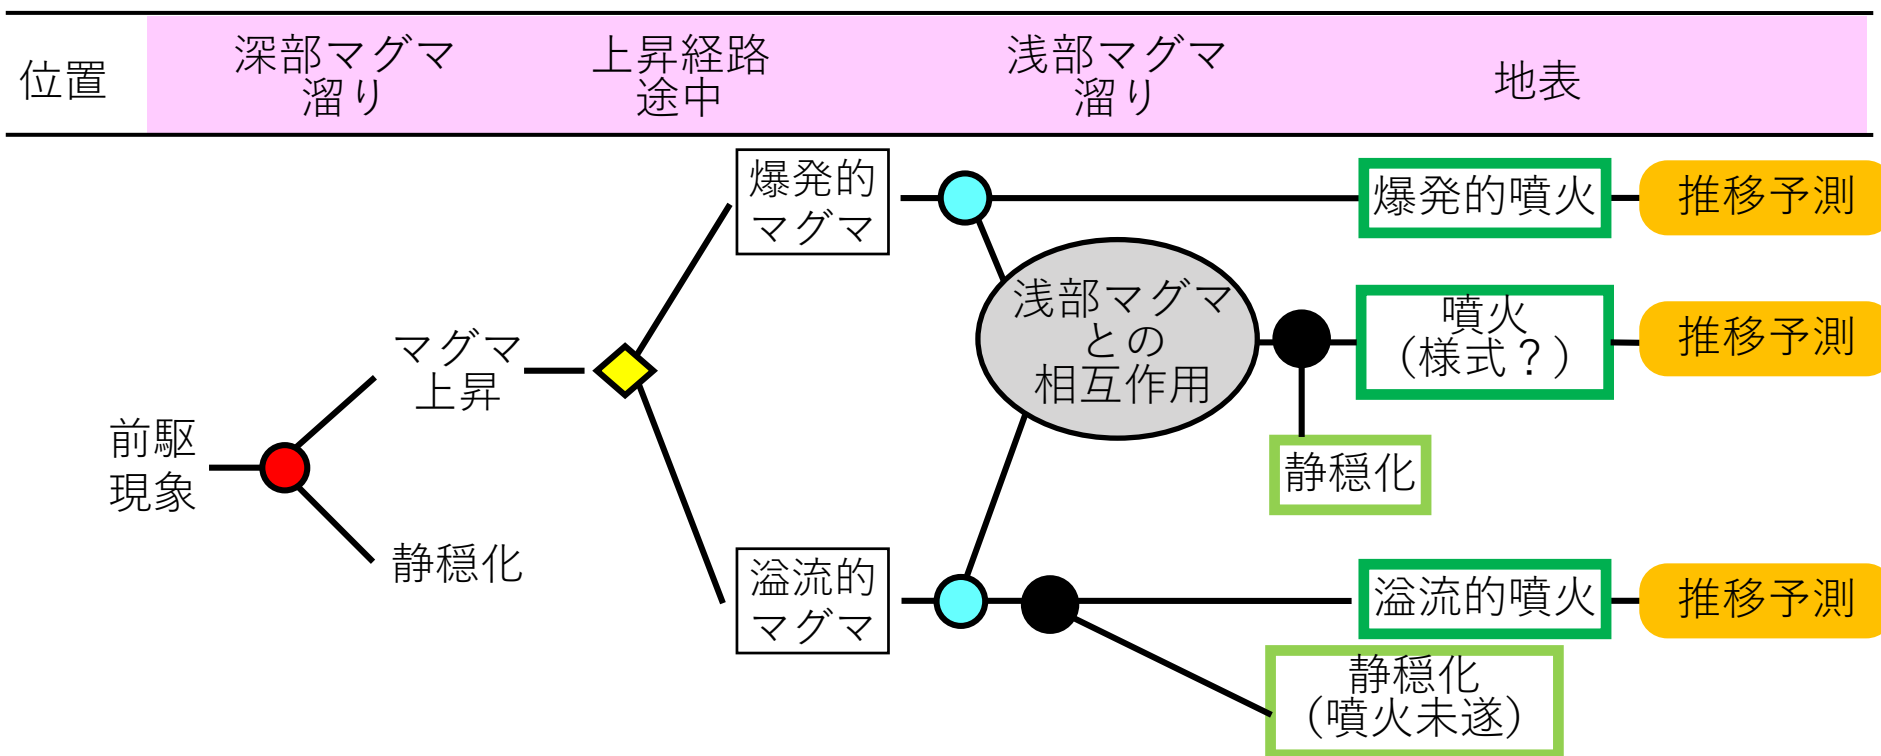 位置
深部マグマ
溜り
上昇経路
途中
浅部マグマ
溜り
地表
爆発的
マグマ
爆発的噴火
推移予測
浅部マグマ
との
相互作用
噴火
(様式？)
推移予測
マグマ
上昇
前駆
現象
静穏化
静穏化
溢流的
マグマ
溢流的噴火
推移予測
静穏化
(噴火未遂)